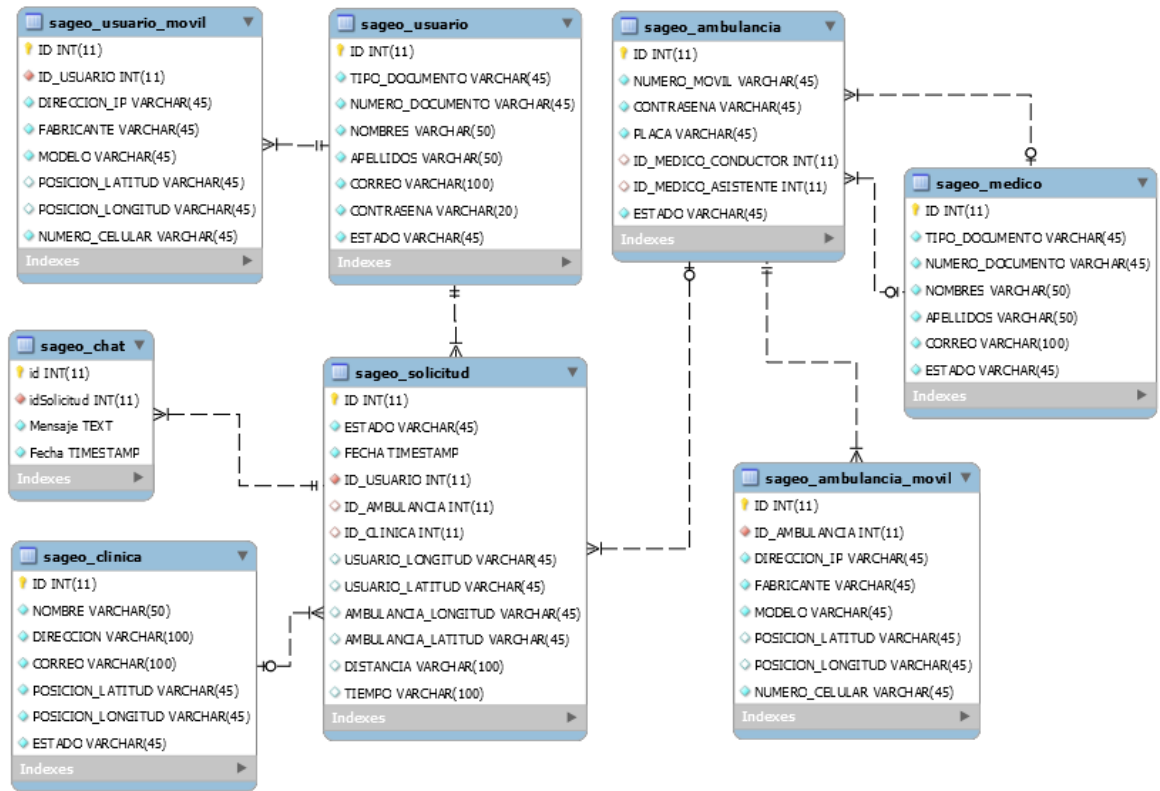 sageo_usuario_movil
ID INT(11)
ID_USUARIO INT(11)
DIRECCION_IP VARCHAR(45)
FABRICANTE VARCHAR(45)
MODELO VARCHAR(45)
POSICION_LATITUD VARCHAR(45)
POSICION_LONGITUD VARCHAR(45)
NUMERO_CELULAR VARCHAR(45)
Indexes
sageo_usuario
ID INT(11)
TIPO_DOCUMENTO VARCHAR(45)
NUMERO_DOCUMENTO VARCHAR(45)
NOMBRES VARCHAR(50)
APELLIDOS VARCHAR(50)
CORREO VARCHAR(100)
CONTRASENA VARCHAR(20)
ESTADO VARCHAR(45)
Indexes
sageo_ambulancia
ID INT(11)
NUMERO_MOVIL VARCHAR(45)
CONTRASENA VARCHAR(45)
PLACA VARCHAR(45)
ID_MEDICO_CONDUCTOR INT(11)
ID_MEDICO_ASISTENTE INT(11)
ESTADO VARCHAR(45)
Indexes
sageo_medico
ID INT(11)
TIPO_DOCUMENTO VARCHAR(45)
NUMERO_DOCUMENTO VARCHAR(45)
NOMBRES VARCHAR(50)
APELLIDOS VARCHAR(50)
CORREO VARCHAR(100)
ESTADO VARCHAR(45)
Indexes
sageo_chat
id INT(11)
idSolicitud INT(11)
Mensaje TEXT
Fecha TIMESTAMP
Indexes
sageo_solicitud
ID INT(11)
ESTADO VARCHAR(45)
FECHA TIMESTAMP
ID_USUARIO INT(11)
ID_AMBULANCIA INT(11)
ID_CLINICA INT(11)
USUARIO_LONGITUD VARCHAR(45)
USUARIO_LATITUD VARCHAR(45)
AMBULANCIA_LONGITUD VARCHAR(45)
AMBULANCIA_LATITUD VARCHAR(45)
DISTANCIA VARCHAR(100)
TIEMPO VARCHAR(100)
Indexes
sageo_clinica
ID INT(11)
NOMBRE VARCHAR(50)
DIRECCION VARCHAR(100)
CORREO VARCHAR(100)
POSICION_LATITUD VARCHAR(45)
POSICION_LONGITUD VARCHAR(45)
ESTADO VARCHAR(45)
Indexes
sageo_ambulancia_movil
ID INT(11)
ID_AMBULANCIA INT(11)
DIRECCION_IP VARCHAR(45)
FABRICANTE VARCHAR(45)
MODELO VARCHAR(45)
POSICION_LATITUD VARCHAR(45)
POSICION_LONGITUD VARCHAR(45)
NUMERO_CELULAR VARCHAR(45)
Indexes